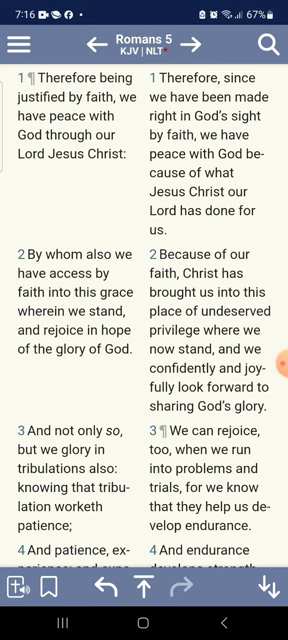 7:16
67%
Romans 5
KJV | NLT*
1 ¶ Therefore being
justified by faith, we
have peace with
God through our
Lord Jesus Christ:
2 By whom also we
have access by
faith into this grace
wherein we stand,
and rejoice in hope
of the glory of God.
3 And not only so,
but we glory in
tribulations also:
knowing that tribu-
lation worketh
patience;
4 And patience, ex-
perience; and expe-
1 Therefore, since
we have been made
right in God's sight
by faith, we have
peace with God be-
cause of what
Jesus Christ our
Lord has done for
us.
2 Because of our
faith, Christ has
brought us into this
place of undeserved
privilege where we
now stand, and we
confidently and joy-
fully look forward to
sharing God's glory.
3 ¶ We can rejoice,
too, when we run
into problems and
trials, for we know
that they help us de-
velop endurance.
4 And endurance
develops strength